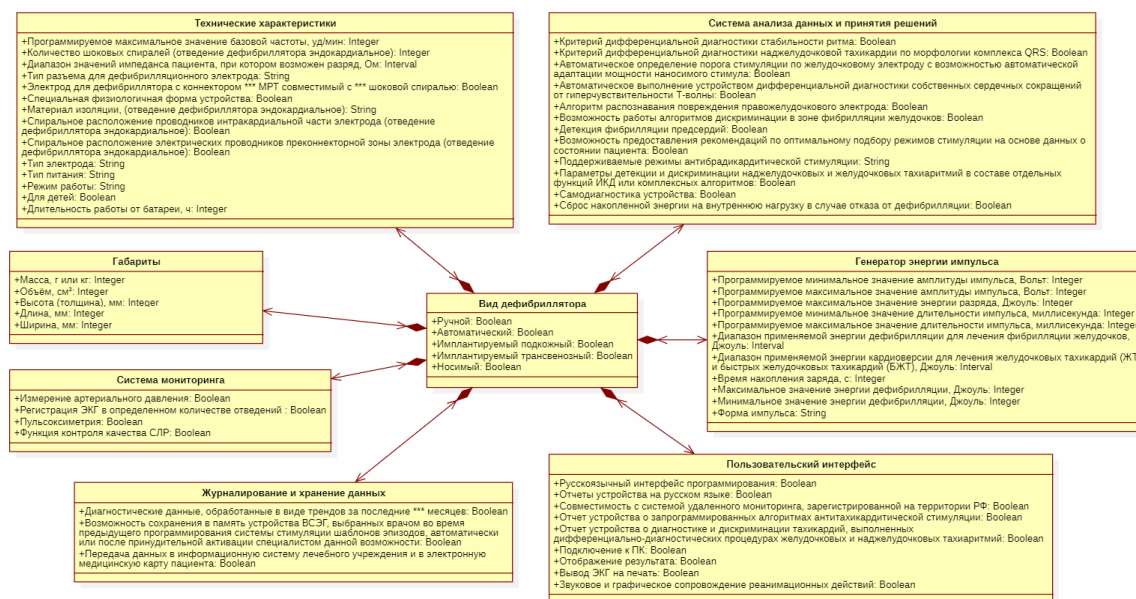 Технические характеристики
+Программируемое максимальное значение базовой частоты, уд/мин: Integer
+Количество шоковых спиралей (отведение дефибриллятора эндокардиальное): Integer
+Диапазон значений импеданса пациента, при котором возможен разряд, Ом: Interval
+Тип разъема для дефибрилляционного электрода: String
+Электрод для дефибриллятора с коннектором *** МРТ совместимый с *** шоковой спиралью: Boolean
+Специальная физиологичная форма устройства: Boolean
+Материал изоляции, (отведение дефибриллятора эндокардиальное): String
+Спиральное расположение проводников интракардиальной части электрода (отведение
дефибриллятора эндокардиальное): Boolean
+Спиральное расположение электрических проводников преконнекторной зоны электрода (отведение
дефибриллятора эндокардиальное): Boolean
+Тип электрода: String
+Тип питания: String
+Режим работы: String
+Для детей: Boolean
+Длительность работы от батареи, ч: Integer
Система анализа данных и принятия решений
+Критерий дифференциальной диагностики стабильности ритма: Boolean
+Критерий дифференциальной диагностики наджелудочковой тахикардии по морфологии комплекса QRS: Boolean
+Автоматическое определение порога стимуляции по желудочковому электроду с возможностью автоматической
адаптации мощности наносимого стимула: Boolean
+Автоматическое выполнение устройством дифференциальной диагностики собственных сердечных сокращений
от гиперчувствительности Т-волны: Boolean
+Алгоритм распознавания повреждения правожелудочкового электрода: Boolean
+Возможность работы алгоритмов дискриминации в зоне фибрилляции желудочков: Boolean
+Детекция фибрилляции предсердий: Boolean
+Возможность предоставления рекомендаций по оптимальному подбору режимов стимуляции на основе данных о
состоянии пациента: Boolean
+Поддерживаемые режимы антибрадикардитической стимуляции: String
+Параметры детекции и дискриминации наджелудочковых и желудочковых тахиаритмий в составе отдельных
функций ИКД или комплексных алгоритмов: Boolean
+Самодиагностика устройства: Boolean
+Сброс накопленной энергии на внутреннюю нагрузку в случае отказа от дефибрилляции: Boolean
Габариты
+Масса, г или кг: Integer
+Объём, см³: Integer
+Высота (толщина), мм: Integer
+Длина, мм: Integer
+Ширина, мм: Integer
Вид дефибриллятора
+Ручной: Boolean
+Автоматический: Boolean
+Имплантируемый подкожный: Boolean
+Имплантируемый трансвенозный: Boolean
+Носимый: Boolean
Генератор энергии импульса
+Программируемое минимальное значение амплитуды импульса, Вольт: Integer
+Программируемое максимальное значение амплитуды импульса, Вольт: Integer
+Программируемое максимальное значение энергии разряда, Джоуль: Integer
+Программируемое минимальное значение длительности импульса, миллисекунда: Integer
+Программируемое максимальное значение длительности импульса, миллисекунда: Integer
+Диапазон применяемой энергии дефибрилляции для лечения фибрилляции желудочков,
Джоуль: Interval
+Диапазон применяемой энергии кардиоверсии для лечения желудочковых тахикардий (ЖТ
и быстрых желудочковых тахикардий (БЖТ), Джоуль: Interval
+Время накопления заряда, с: Integer
+Максимальное значение энергии дефибрилляции, Джоуль: Integer
+Минимальное значение энергии дефибрилляции, Джоуль: Integer
+Форма импульса: String
Система мониторинга
+Измерение артериального давления: Boolean
+Регистрация ЭКГ в определенном количестве отведений : Boolean
+Пульсоксиметрия: Boolean
+Функция контроля качества СЛР: Boolean
Журналирование и хранение данных
+Диагностические данные, обработанные в виде трендов за последние *** месяцев: Boolean
+Возможность сохранения в память устройства ВСЭГ, выбранных врачом во время
предыдущего программирования системы стимуляции шаблонов эпизодов, автоматически
или после принудительной активации специалистом данной возможности: Boolean
+Передача данных в информационную систему лечебного учреждения и в электронную
медицинскую карту пациента: Boolean
Пользовательский интерфейс
+Русскоязычный интерфейс программирования: Boolean
+Отчеты устройства на русском языке: Boolean
+Совместимость с системой удаленного мониторинга, зарегистрированной на территории РФ: Boolean
+Отчет устройства о запрограммированных алгоритмах антитахикардитической стимуляции: Boolean
+Отчет устройства о диагностике и дискриминации тахикардий, выполненных
дифференциально-диагностических процедурах желудочковых и наджелудочковых тахиаритмий: Boolean
+Подключение к ПК: Boolean
+Отображение результата: Boolean
+Вывод ЭКГ на печать: Boolean
+Звуковое и графическое сопровождение реанимационных действий: Boolean